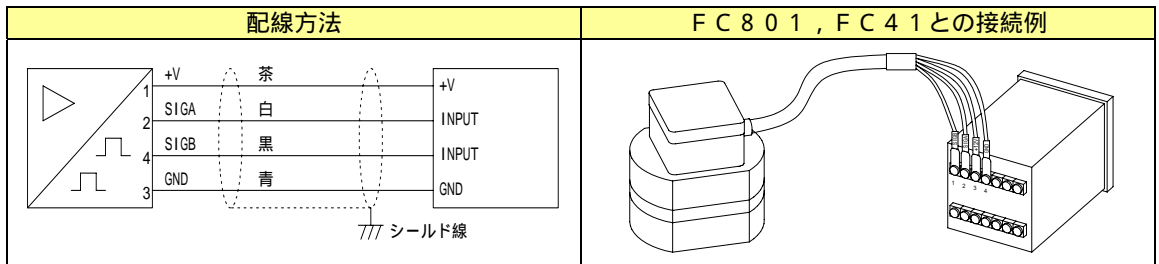 配線方法
FC801,FC41との接続例
+V 茶 +V
1
SIGA 白 INPUT
2
SIGB 黒 INPUT
4
GND 青 GND
3
シールド線
1 2 3 4